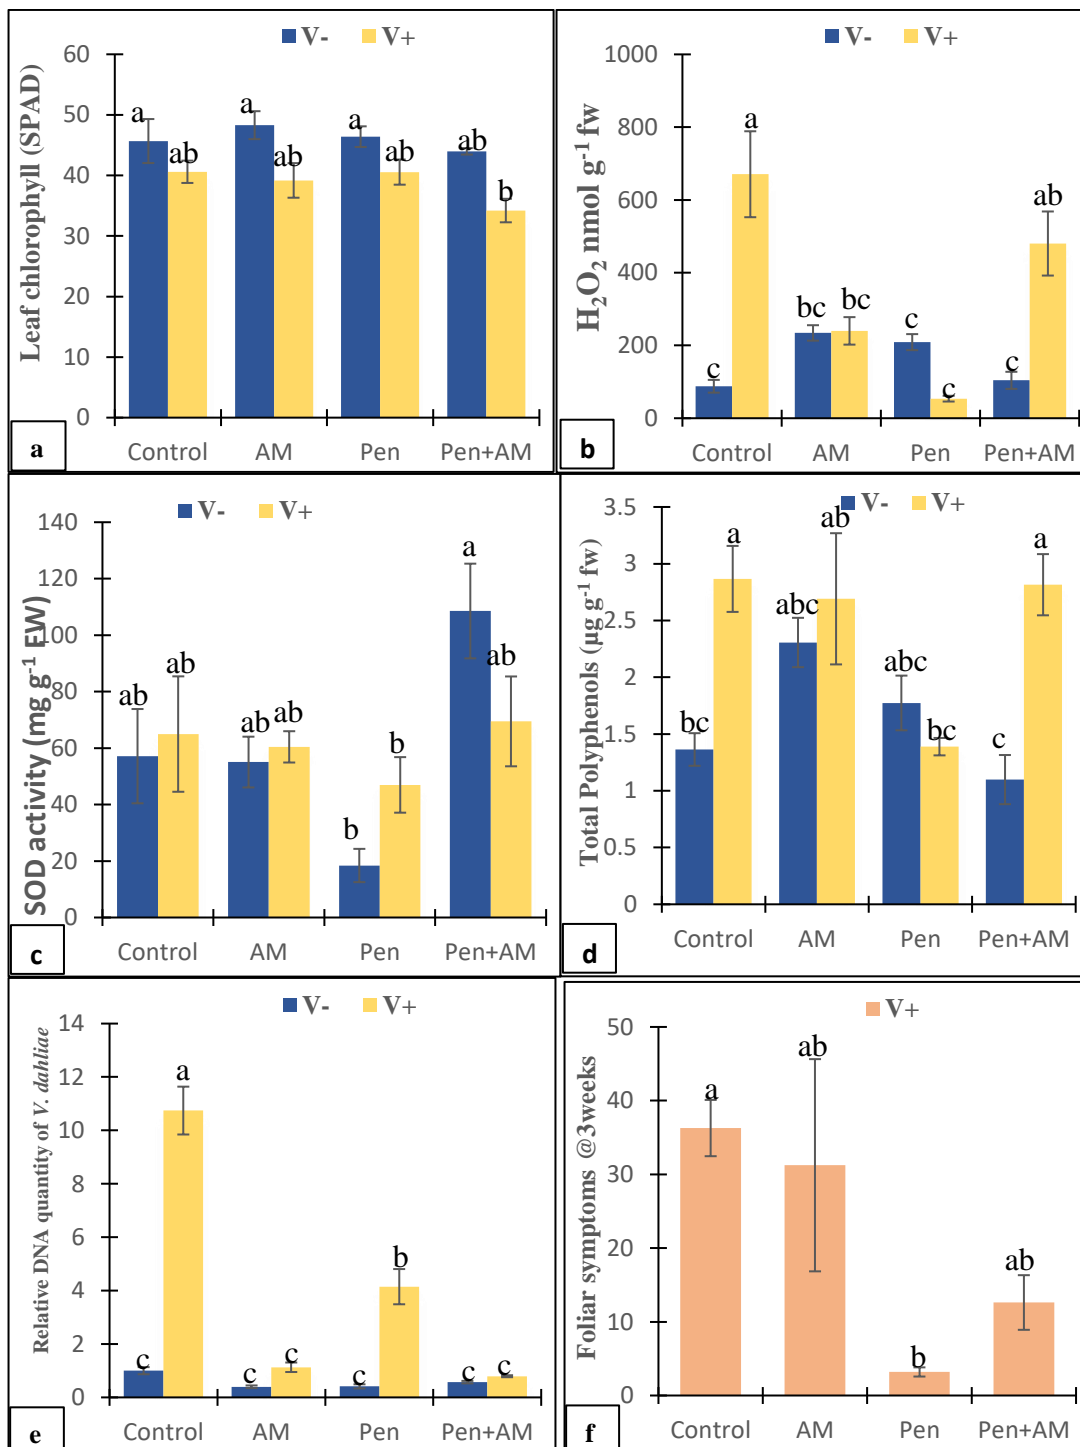 V- V+
Leaf chlorophyll (SPAD)
60
50
40
30
20
10
0
a ab a ab a ab ab b
Control AM Pen Pen+AM
a
V- V+
H₂O₂ nmol g⁻¹ fw
1000
800
600
400
200
0
c a bc bc c c c ab
Control AM Pen Pen+AM
b
V- V+
SOD activity (mg g⁻¹ FW)
140
120
100
80
60
40
20
0
ab ab ab ab b b a ab
Control AM Pen Pen+AM
c
V- V+
Total Polyphenols (µg g⁻¹ fw)
3.5
3
2.5
2
1.5
1
0.5
0
bc a abc ab abc bc c a
Control AM Pen Pen+AM
d
V- V+
Relative DNA quantity of V. dahliae
14
12
10
8
6
4
2
0
c a c c c b c c
Control AM Pen Pen+AM
e
V+
Foliar symptoms @3weeks
50
40
30
20
10
0
a ab b ab
Control AM Pen Pen+AM
f